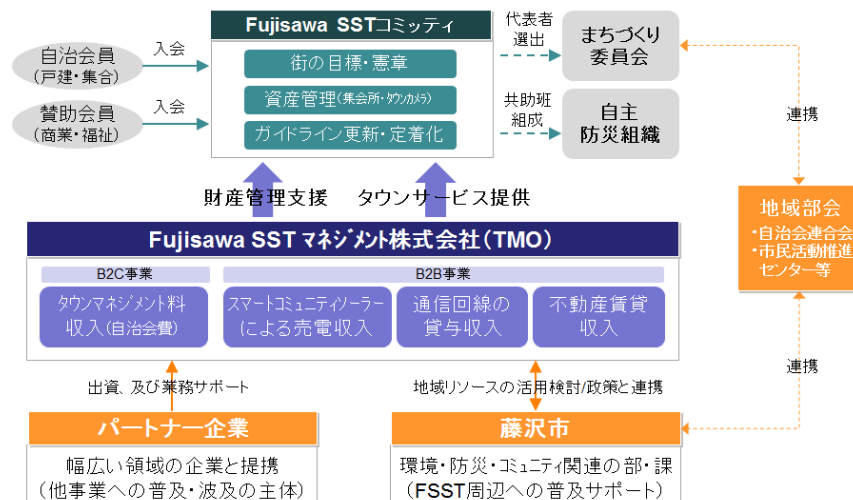 Fujisawa SSTコミッティ
自治会員
(戸建・集合)
入会
賛助会員
(商業・福祉)
入会
街の目標・憲章
資産管理(集会所・タウンカメラ)
ガイドライン更新・定着化
代表者
選出
まちづくり
委員会
共助班
組成
自主
防災組織
連携
財産管理支援
タウンサービス提供
地域部会
・自治会連合会
・市民活動推進
センター等
Fujisawa SST マネジメント株式会社(TMO)
B2C事業
B2B事業
タウンマネジメント料
収入(自治会費)
スマートコミュニティソーラー
による売電収入
通信回線の
貸与収入
不動産賃貸
収入
連携
出資、及び業務サポート
地域リソースの活用検討/政策と連携
パートナー企業
幅広い領域の企業と提携
(他事業への普及・波及の主体)
藤沢市
環境・防災・コミュニティ関連の部・課
(FSST周辺への普及サポート)